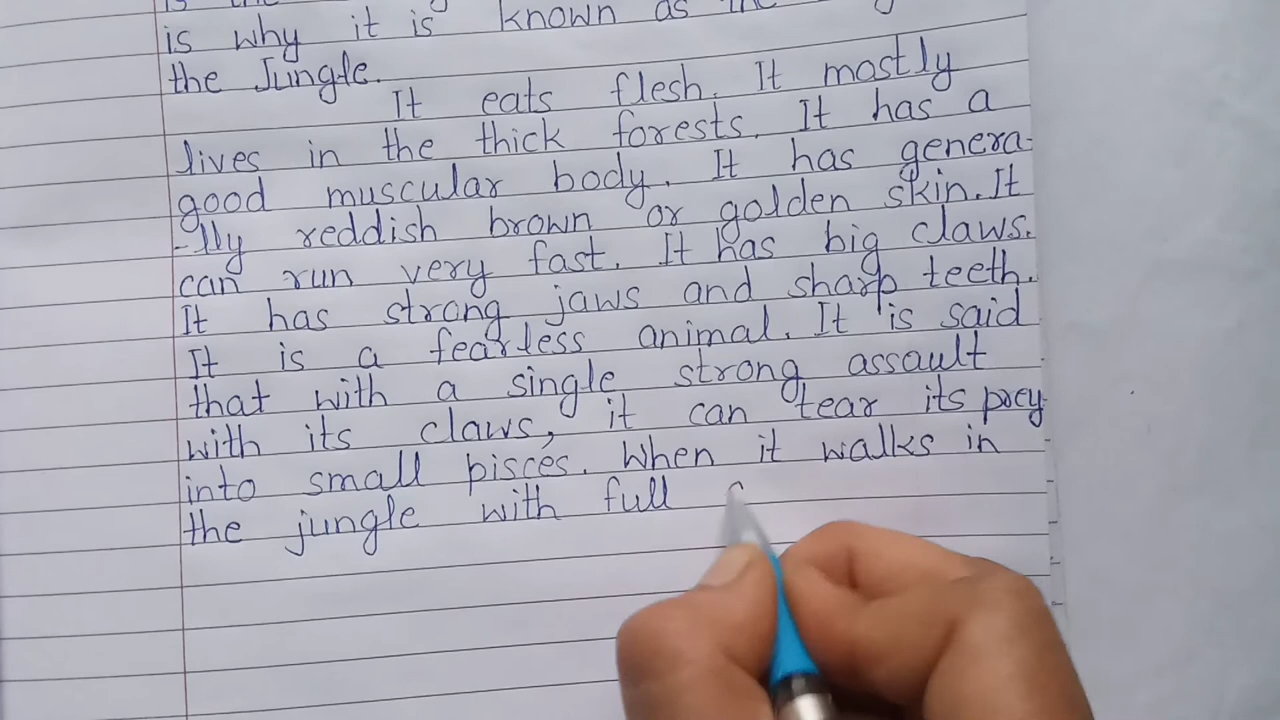 is the
is why it is known as the
the Jungle.
It eats flesh. It mostly
lives in the thick forests. It has a
good muscular body. It has genera-
-lly reddish brown or golden skin. It
can run very fast. It has big claws.
It has strong jaws and sharp teeth.
It is a fearless animal. It is said
that with a single strong assault
with its claws, it can tear its prey
into small pisces. When it walks in
the jungle with full